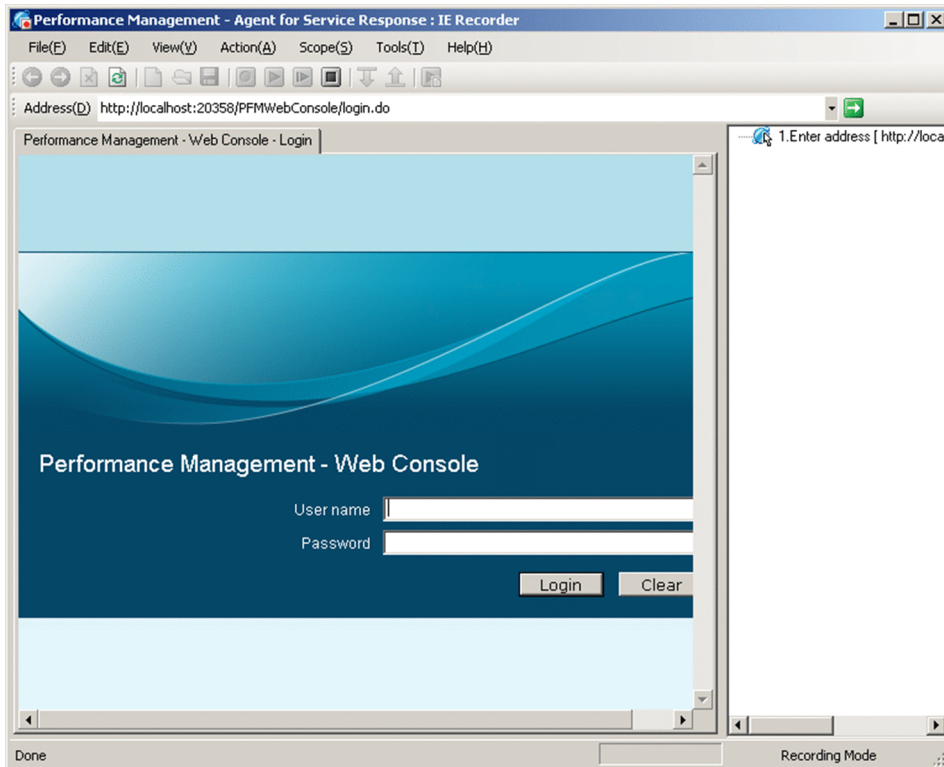 Performance Management - Agent for Service Response : IE Recorder
File(F) Edit(E) View(V) Action(A) Scope(S) Tools(T) Help(H)
Address(D) http://localhost:20358/PFMWebConsole/login.do
Performance Management - Web Console - Login
1.Enter address [ http://loca
Performance Management - Web Console
User name
Password
Login Clear
Done Recording Mode